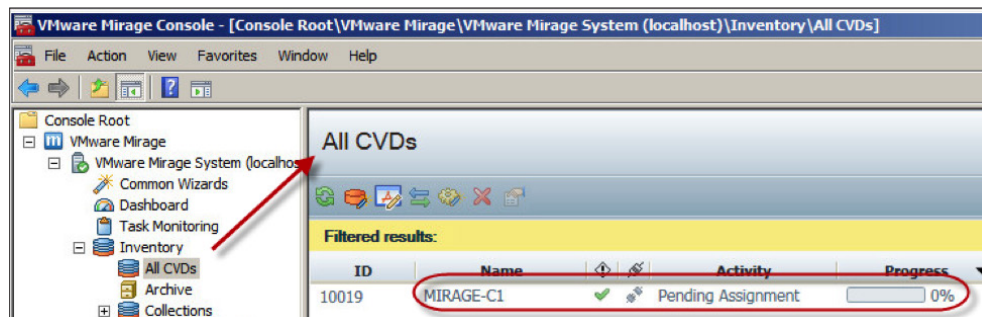 VMware Mirage Console - [Console Root\VMware Mirage\VMware Mirage System (localhost)\Inventory\All CVDs]
File Action View Favorites Window Help
Console Root
VMware Mirage
VMware Mirage System (localhos
Common Wizards
Dashboard
Task Monitoring
Inventory
All CVDs
Archive
Collections
All CVDs
Filtered results:
ID Name Activity Progress
10019 MIRAGE-C1 Pending Assignment 0%